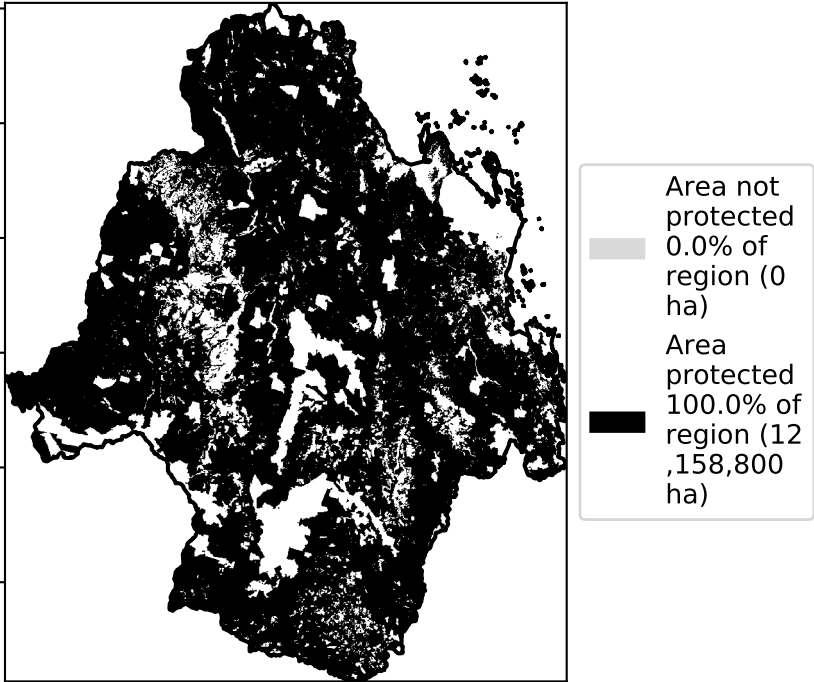 Area not
protected
0.0% of
region (0
ha)
Area
protected
100.0% of
region (12
,158,800
ha)